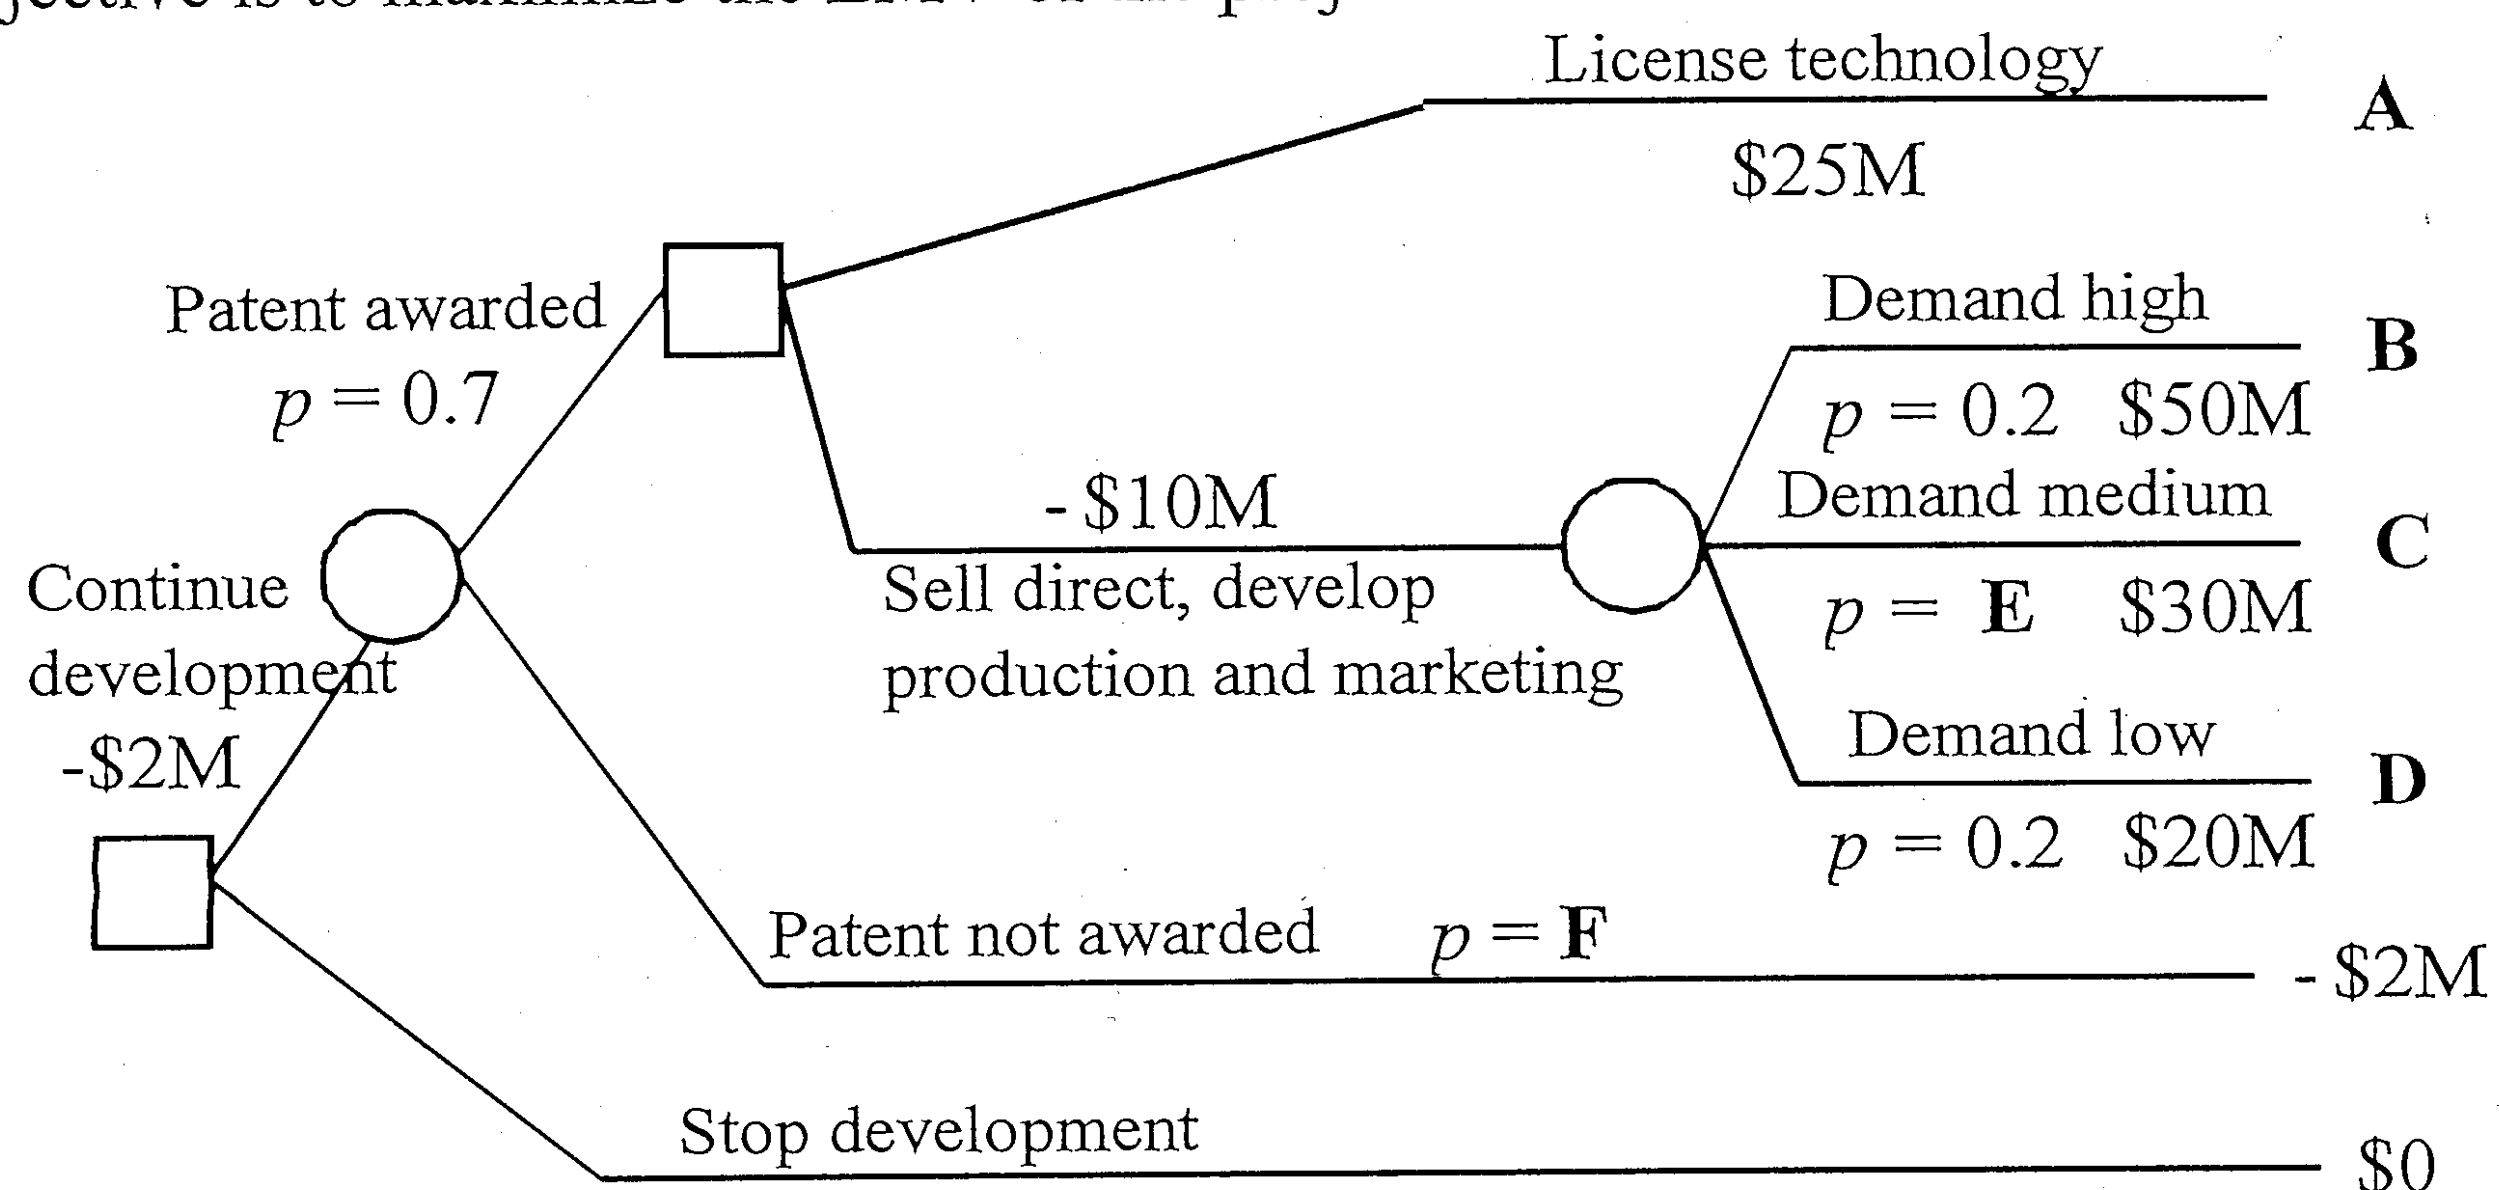 License technology
A
$25M
Patent awarded
p = 0.7
Demand high
B
p = 0.2 $50M
-$10M
Demand medium
C
Sell direct, develop
production and marketing
p = E $30M
Continue
development
-$2M
Demand low
D
p = 0.2 $20M
Patent not awarded p = F
- $2M
Stop development
$0